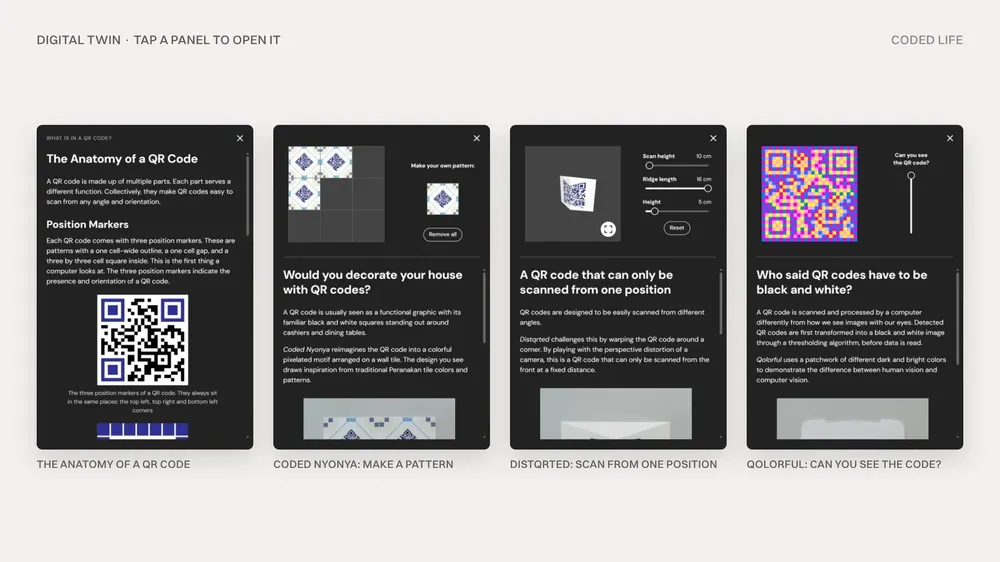 DIGITAL TWIN · TAP A PANEL TO OPEN IT
CODED LIFE
WHAT IS IN A QR CODE?
The Anatomy of a QR Code
A QR code is made up of multiple parts. Each part serves a
different function. Collectively, they make QR codes easy to
scan from any angle and orientation.
Position Markers
Each QR code comes with three position markers. These are
patterns with a one cell-wide outline, a one cell gap, and a
three by three cell square inside. This is the first thing a
computer looks at. The three position markers indicate the
presence and orientation of a QR code.
The three position markers of a QR code. They always sit
in the same places: the top left, top right and bottom left
corners
THE ANATOMY OF A QR CODE
Make your own pattern:
Remove all
Would you decorate your house
with QR codes?
A QR code is usually seen as a functional graphic with its
familiar black and white squares standing out around
cashiers and dining tables.
Coded Nyonya reimagines the QR code into a colorful
pixelated motif arranged on a wall tile. The design you see
draws inspiration from traditional Peranakan tile colors and
patterns.
CODED NYONYA: MAKE A PATTERN
Scan height 10 cm
Ridge length 16 cm
Height 5 cm
Reset
A QR code that can only be
scanned from one position
QR codes are designed to be easily scanned from different
angles.
Distqrted challenges this by warping the QR code around a
corner. By playing with the perspective distortion of a
camera, this is a QR code that can only be scanned from the
front at a fixed distance.
DISTQRTED: SCAN FROM ONE POSITION
Can you see
the QR code?
Who said QR codes have to be
black and white?
A QR code is scanned and processed by a computer
differently from how we see images with our eyes. Detected
QR codes are first transformed into a black and white image
through a thresholding algorithm, before data is read.
Qolorful uses a patchwork of different dark and bright colors
to demonstrate the difference between human vision and
computer vision.
QOLORFUL: CAN YOU SEE THE CODE?